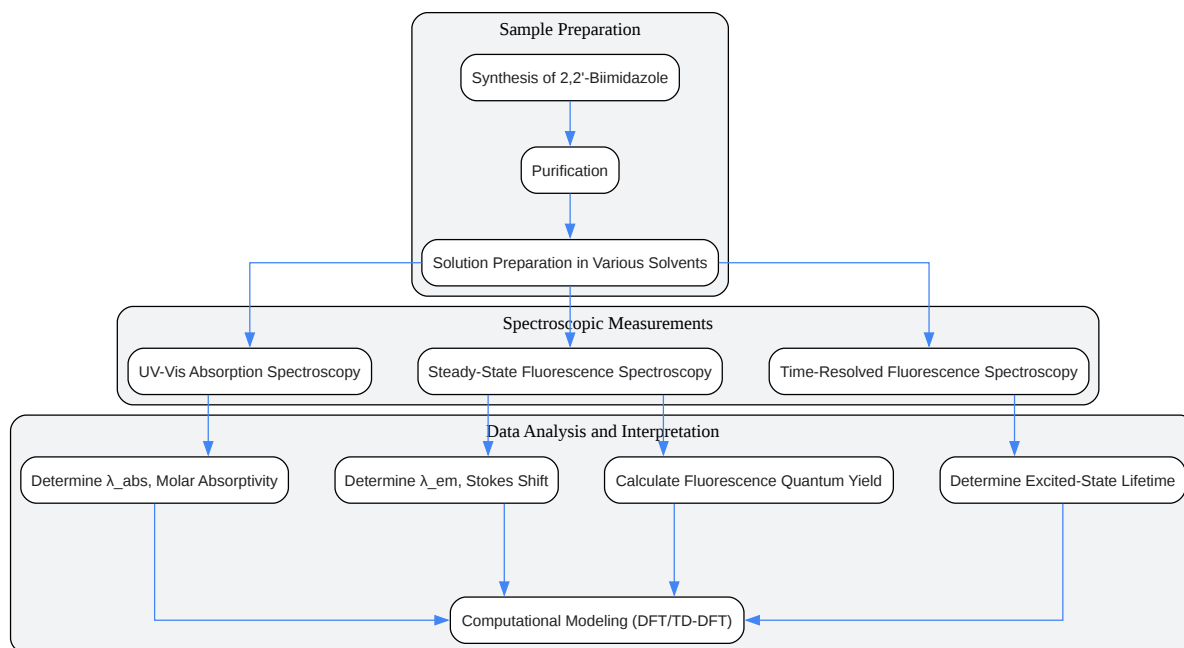 Sample Preparation
Synthesis of 2,2'-Biimidazole
Purification
Solution Preparation in Various Solvents
Spectroscopic Measurements
UV-Vis Absorption Spectroscopy
Steady-State Fluorescence Spectroscopy
Time-Resolved Fluorescence Spectroscopy
Data Analysis and Interpretation
Determine λ_abs, Molar Absorptivity
Determine λ_em, Stokes Shift
Calculate Fluorescence Quantum Yield
Determine Excited-State Lifetime
Computational Modeling (DFT/TD-DFT)